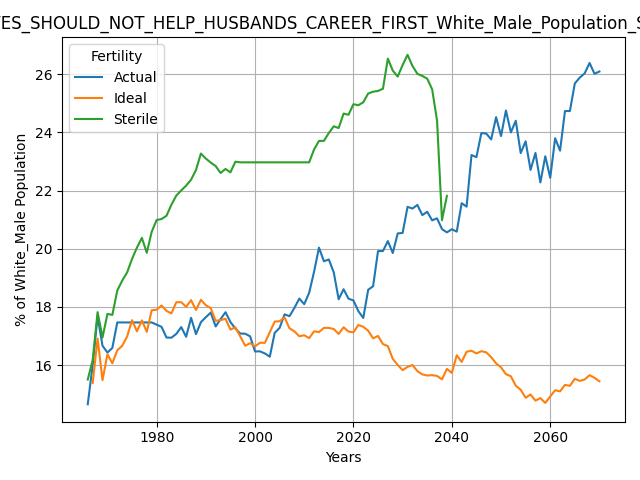 ES_SHOULD_NOT_HELP_HUSBANDS_CAREER_FIRST_White_Male_Population_S
Fertility
Actual
Ideal
Sterile
% of White_Male Population
26
24
22
20
18
16
1980
2000
2020
2040
2060
Years